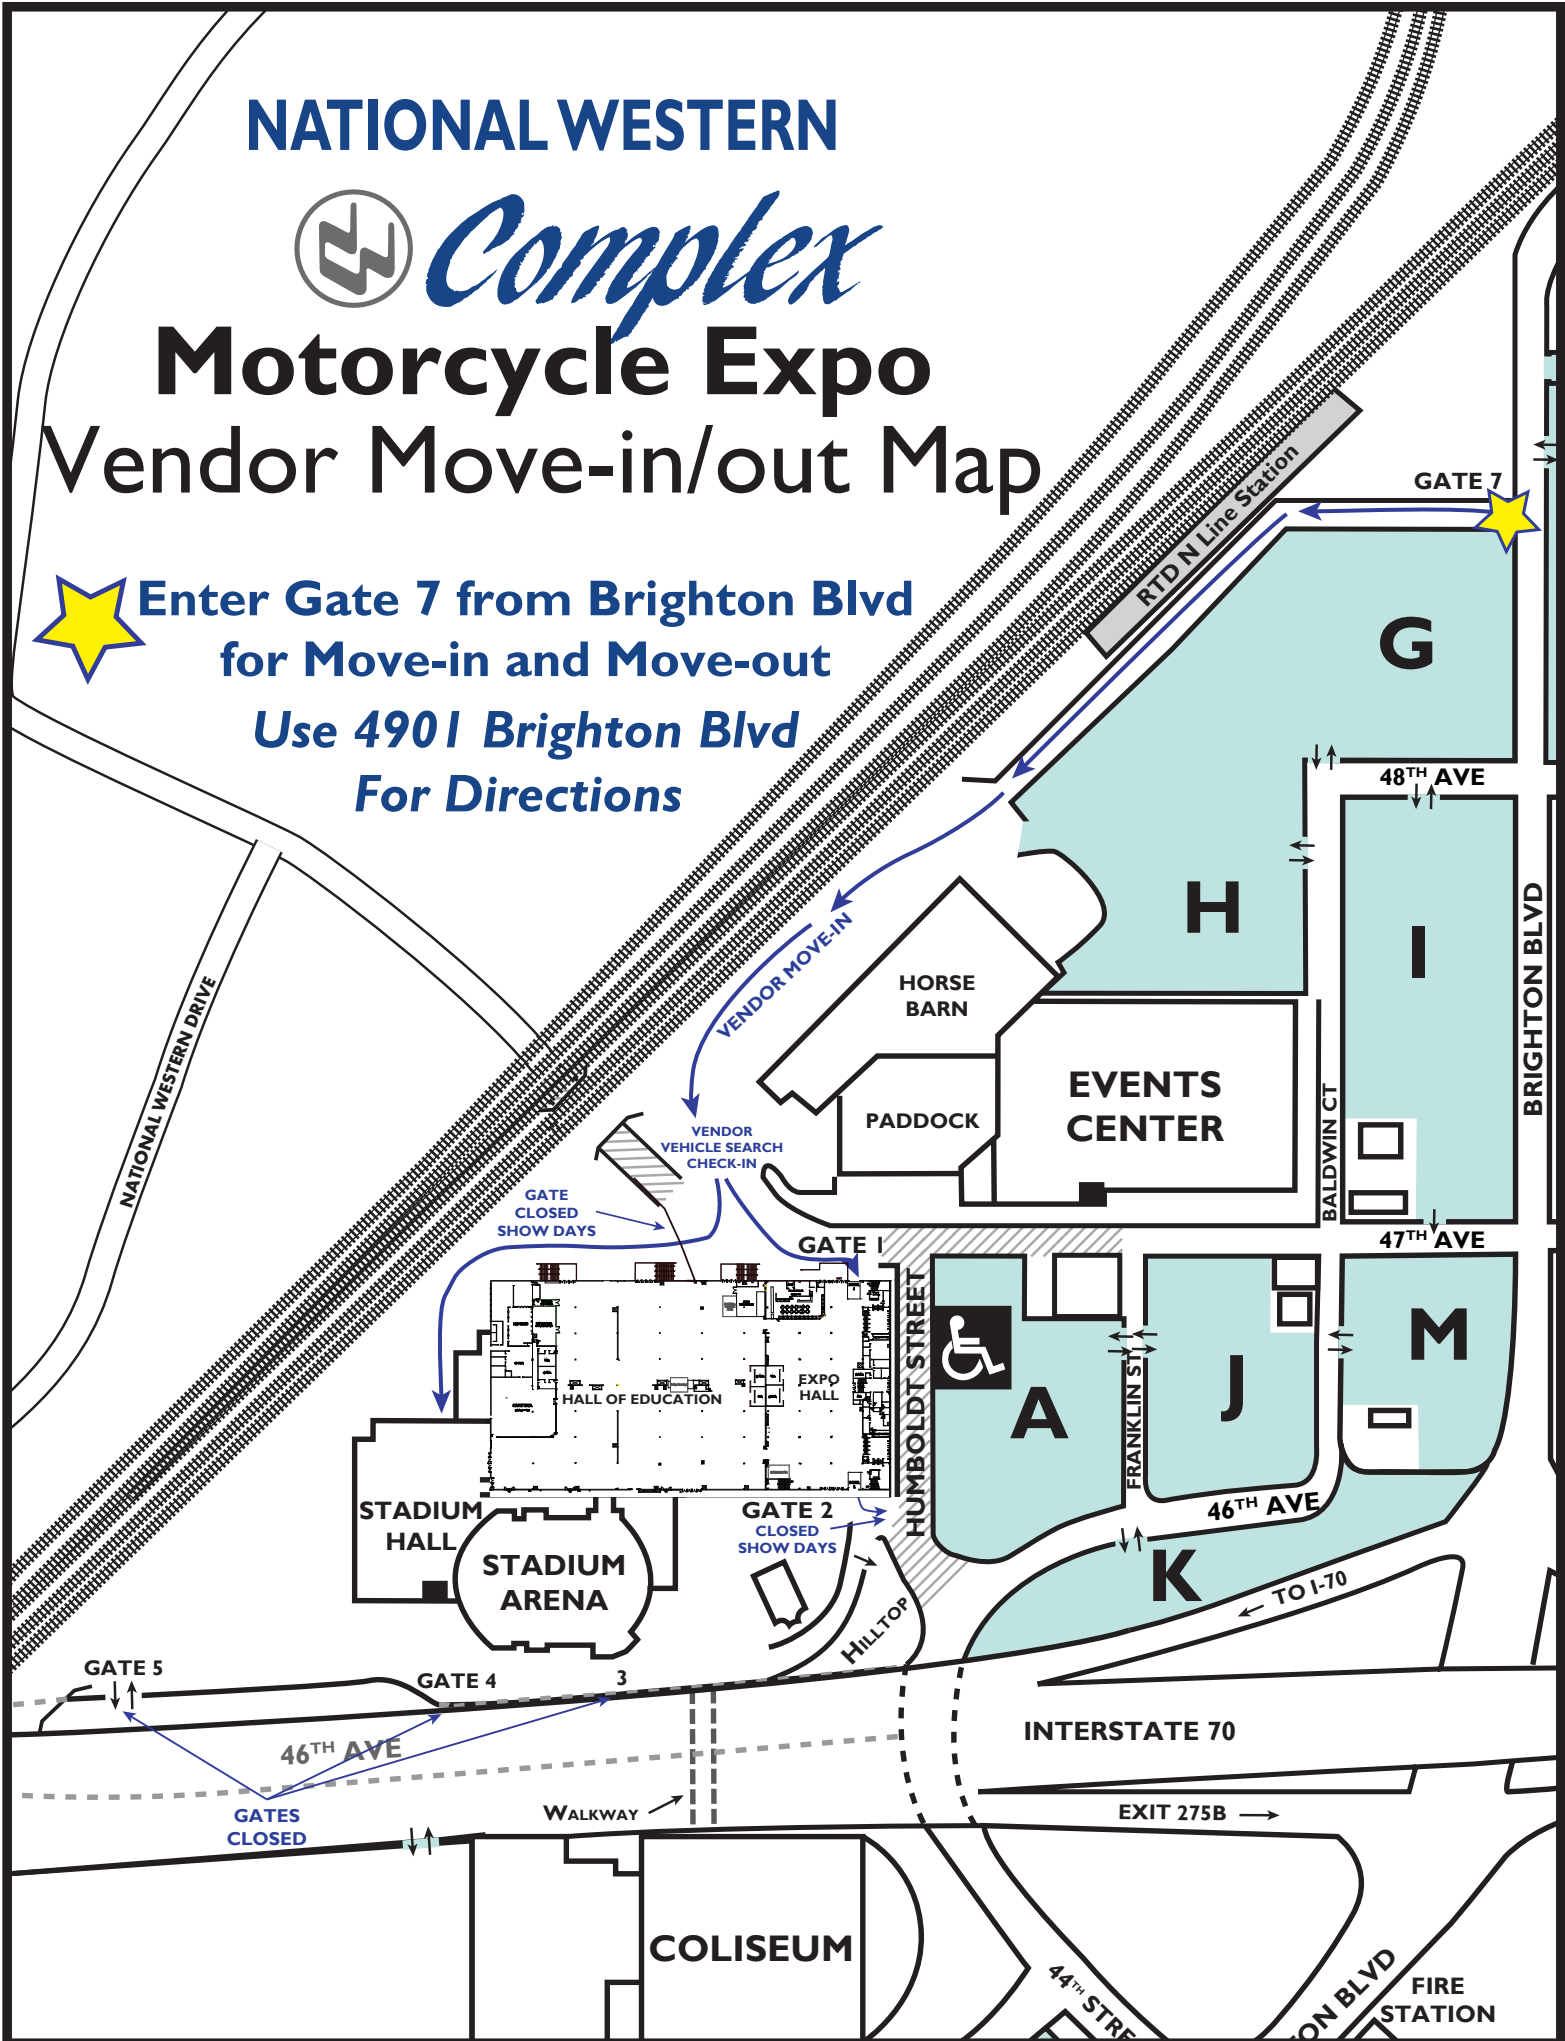 NATIONAL WESTERN
Complex
Motorcycle Expo
Vendor Move-in/out Map
Enter Gate 7 from Brighton Blvd
for Move-in and Move-out
Use 4901 Brighton Blvd
For Directions
RTD N Line Station
GATE 7
G
48TH AVE
H
I
BRIGHTON BLVD
VENDOR MOVE-IN
HORSE
BARN
NATIONAL WESTERN DRIVE
EVENTS
CENTER
PADDOCK
BALDWIN CT
VENDOR
VEHICLE SEARCH
CHECK-IN
GATE
CLOSED
SHOW DAYS
GATE 1
47TH AVE
HUMBOLDT STREET
M
J
A
FRANKLIN ST
EXPO
HALL
HALL OF EDUCATION
STADIUM
HALL
GATE 2
CLOSED
SHOW DAYS
46TH AVE
STADIUM
ARENA
K
TO I-70
HILLTOP
GATE 5
GATE 4
3
INTERSTATE 70
46TH AVE
GATES
CLOSED
WALKWAY
EXIT 275B
COLISEUM
44TH STRE
ON BLVD
FIRE
STATION